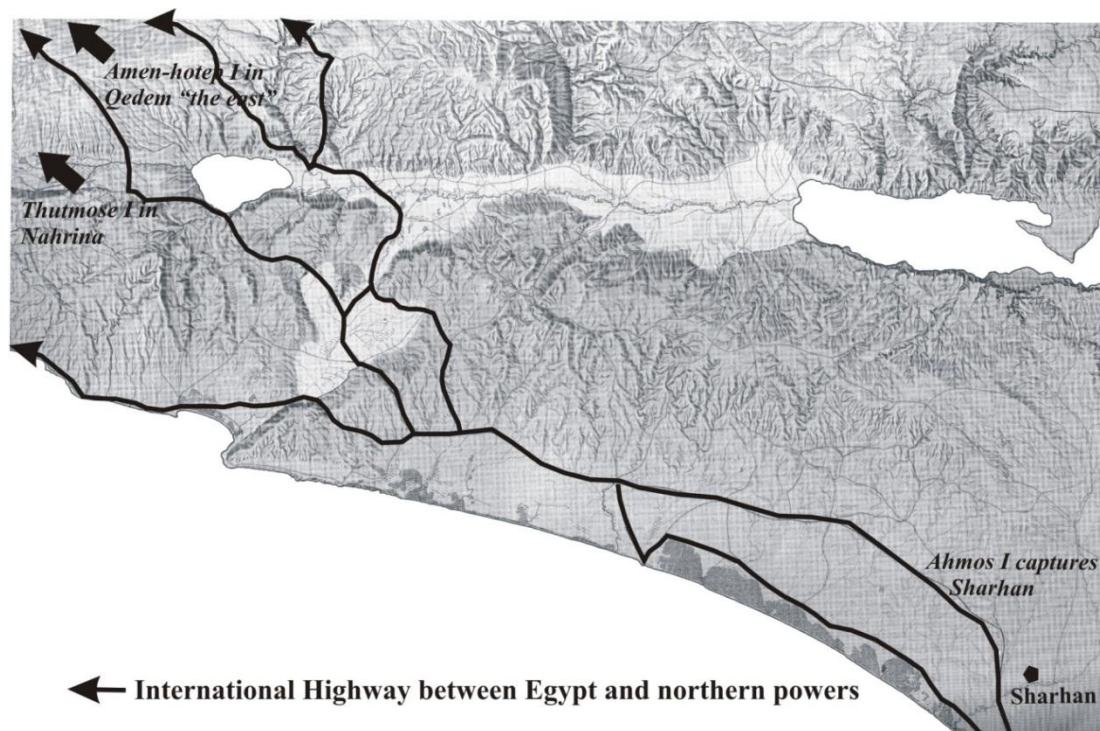 Amen-hotep I in
Qedem “the east”
Thutmose I in
Nahrina
Ahmos I captures
Sharhan
Sharhan
International Highway between Egypt and northern powers